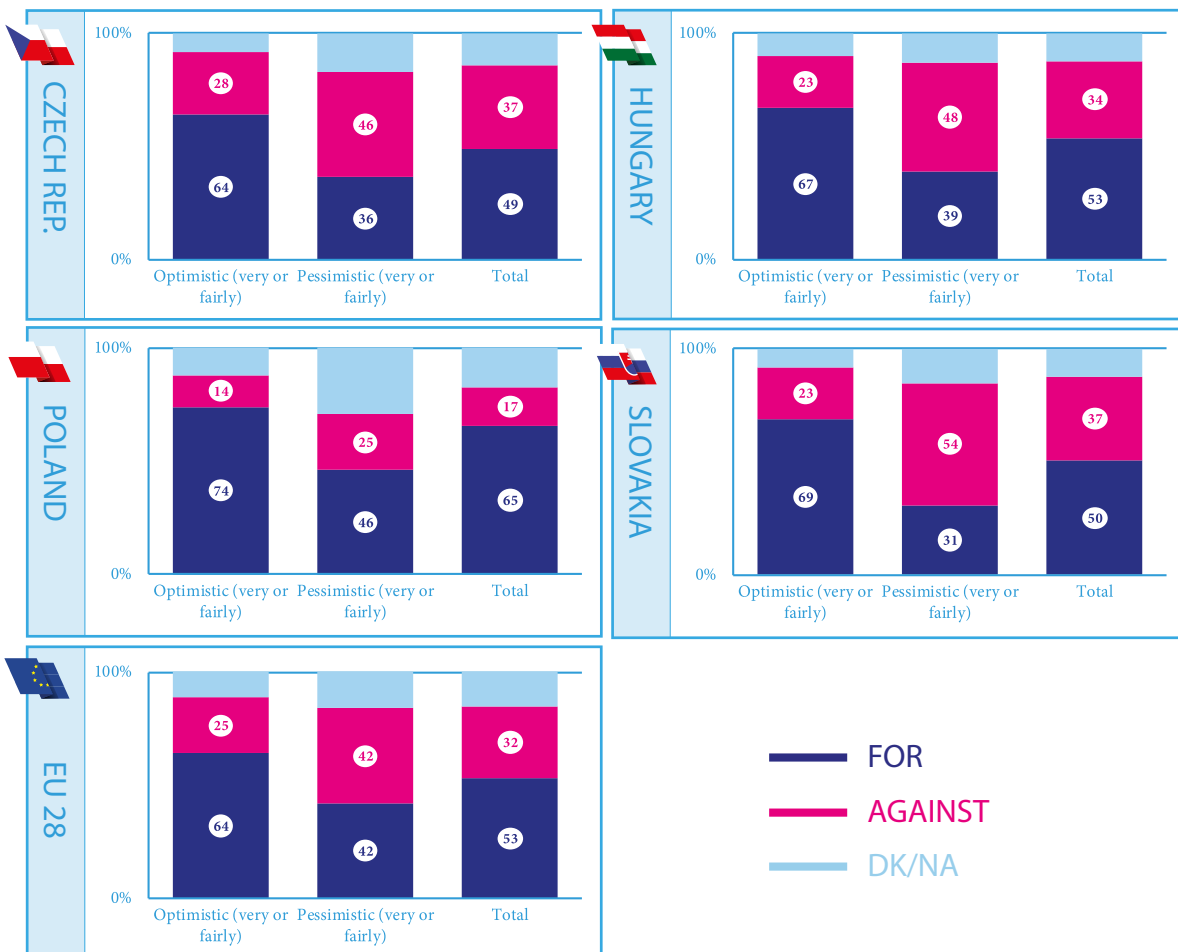 CZECH REP.
100%
28
46
37
64
36
49
0%
Optimistic (very or
fairly)
Pessimistic (very or
fairly)
Total
HUNGARY
100%
23
48
34
67
39
53
0%
Optimistic (very or
fairly)
Pessimistic (very or
fairly)
Total
POLAND
100%
14
25
17
74
46
65
0%
Optimistic (very or
fairly)
Pessimistic (very or
fairly)
Total
SLOVAKIA
100%
23
54
37
69
31
50
0%
Optimistic (very or
fairly)
Pessimistic (very or
fairly)
Total
EU 28
100%
25
42
32
64
42
53
0%
Optimistic (very or
fairly)
Pessimistic (very or
fairly)
Total
FOR
AGAINST
DK/NA